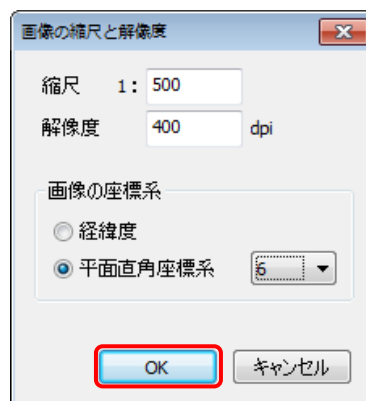 画像の縮尺と解像度
縮尺 1: 500
解像度 400 dpi
画像の座標系
経緯度
平面直角座標系 6
OK キャンセル